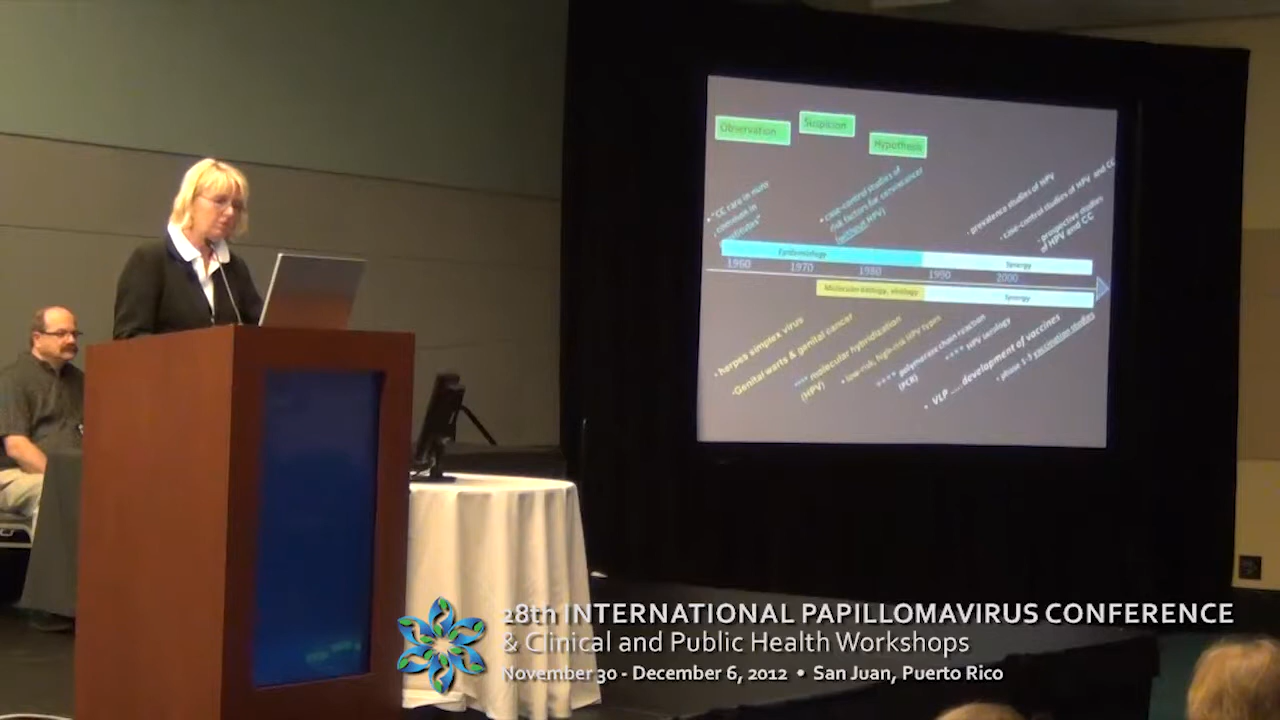 Observation
Suspicion
Hypothesis
• "CC rare in nuns
common in
prostitutes"
• case-control studies of
risk factors for cervixcancer
(without HPV)
• prevalence studies of HPV
• case-control studies of HPV and CC
• prospective studies
of HPV and CC
Epidemiology
Synergy
1960 1970 1980 1990 2000
Molecular biology, virology
Synergy
• herpes simplex virus
•Genital warts & genital cancer
molecular hybridization
(HPV)
• low-risk, high-risk HPV types
polymerase chain reaction
(PCR)
HPV serology
• VLP .... development of vaccines
• phase 1-3 vaccination studies
28th INTERNATIONAL PAPILLOMAVIRUS CONFERENCE
& Clinical and Public Health Workshops
November 30 - December 6, 2012 • San Juan, Puerto Rico